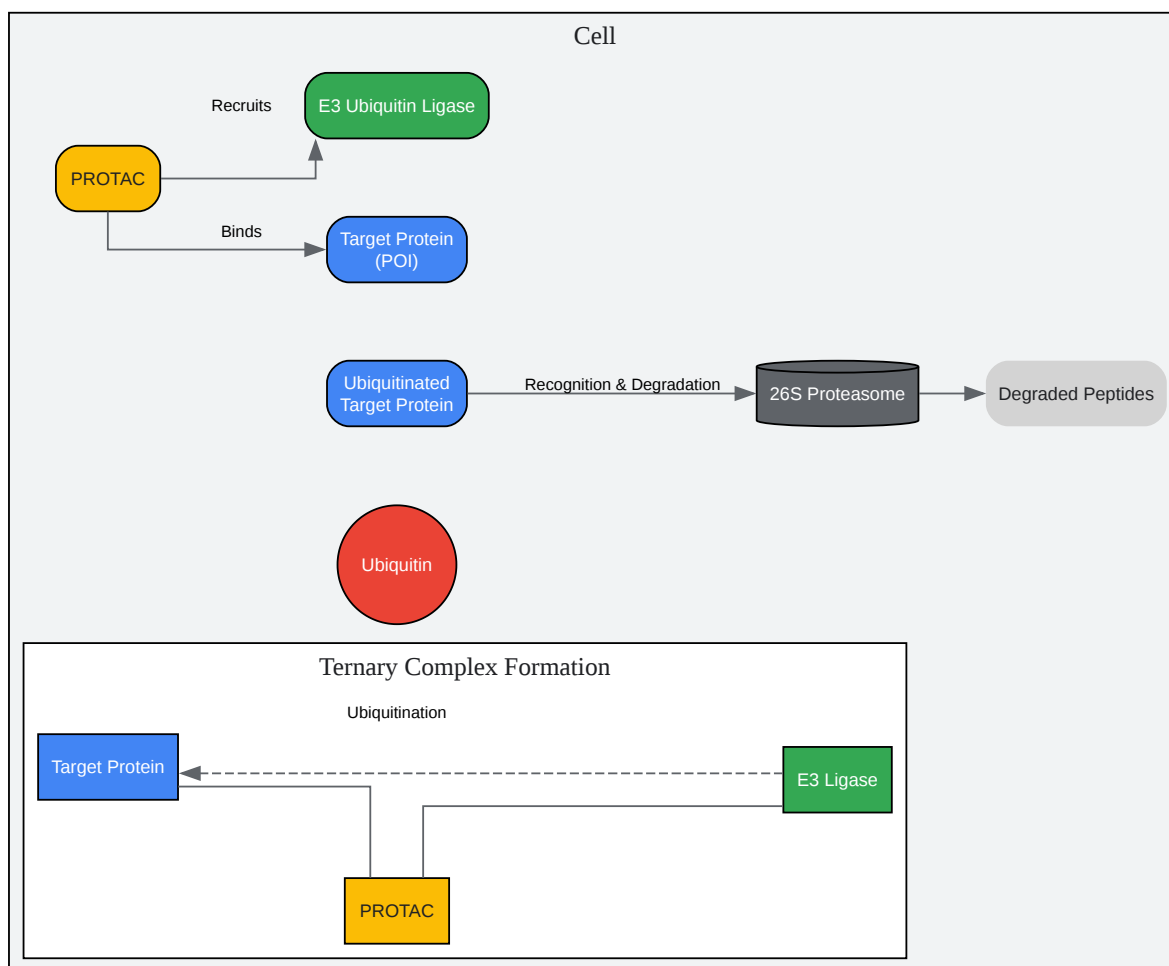 Cell
Recruits
E3 Ubiquitin Ligase
PROTAC
Binds
Target Protein
(POI)
Ubiquitinated
Target Protein
Recognition & Degradation
26S Proteasome
Degraded Peptides
Ubiquitin
Ternary Complex Formation
Ubiquitination
Target Protein
E3 Ligase
PROTAC